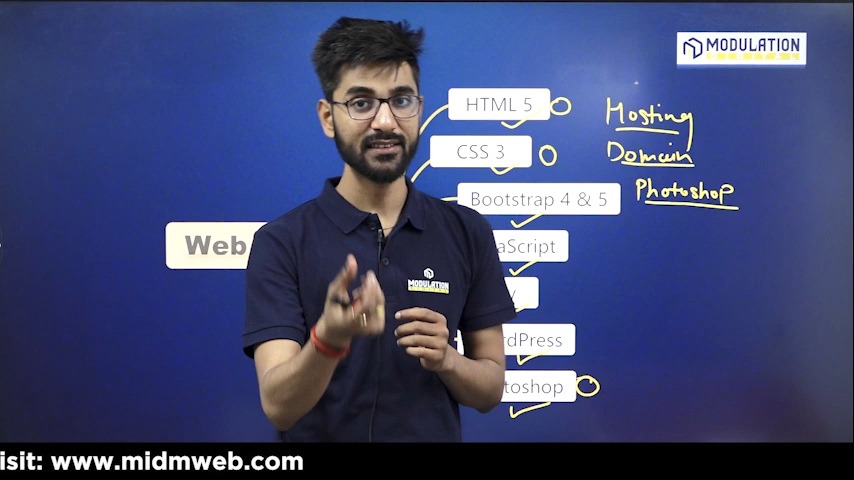 MODULATION
HTML 5
Hosting
CSS 3
Domain
Bootstrap 4 & 5
Photoshop
aScript
Web
MODULATION
rdPress
toshop
isit: www.midmweb.com